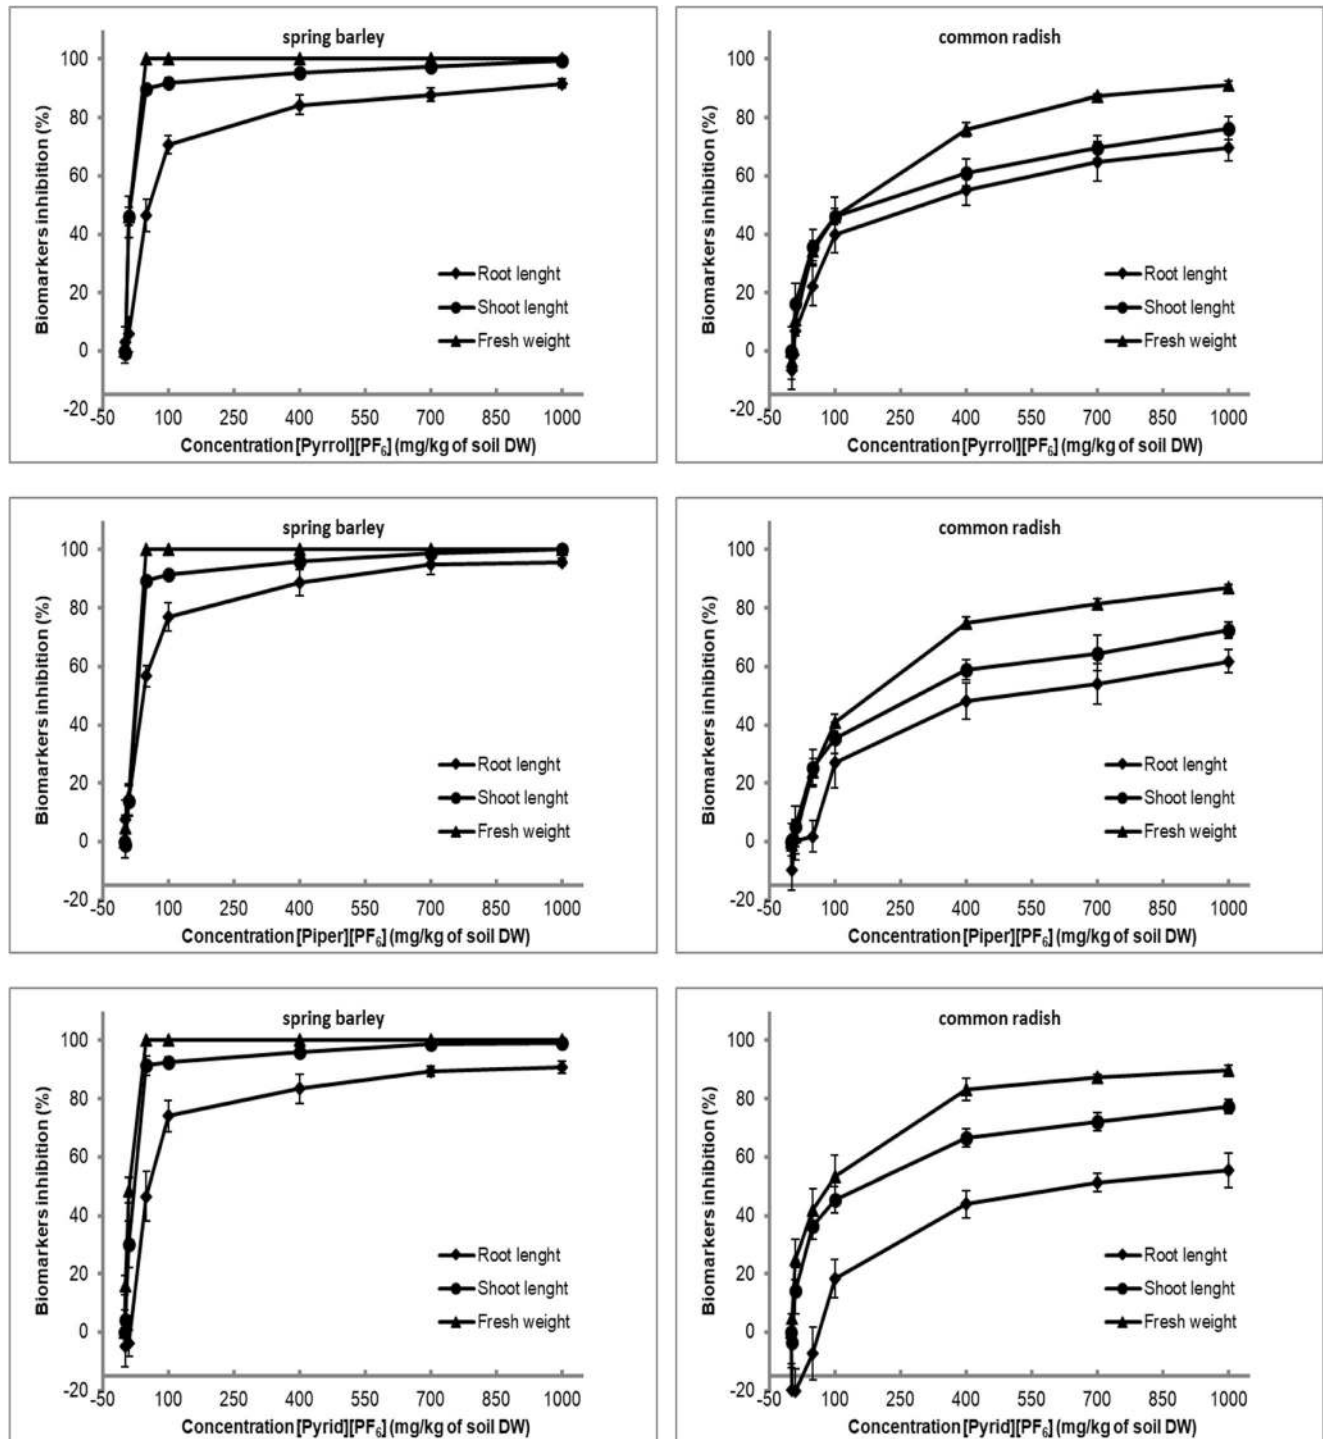 spring barley
100
80
60
40
20
0
-20
Biomarkers inhibition (%)
Root lenght
Shoot lenght
Fresh weight
-50 100 250 400 550 700 850 1000
Concentration [Pyrrol][PF₆] (mg/kg of soil DW)
common radish
100
80
60
40
20
0
-20
Biomarkers inhibition (%)
Root lenght
Shoot lenght
Fresh weight
-50 100 250 400 550 700 850 1000
Concentration [Pyrrol][PF₆] (mg/kg of soil DW)
spring barley
100
80
60
40
20
0
-20
Biomarkers inhibition (%)
Root lenght
Shoot lenght
Fresh weight
-50 100 250 400 550 700 850 1000
Concentration [Piper][PF₆] (mg/kg of soil DW)
common radish
100
80
60
40
20
0
-20
Biomarkers inhibition (%)
Root lenght
Shoot lenght
Fresh weight
-50 100 250 400 550 700 850 1000
Concentration [Piper][PF₆] (mg/kg of soil DW)
spring barley
100
80
60
40
20
0
-20
Biomarkers inhibition (%)
Root lenght
Shoot lenght
Fresh weight
-50 100 250 400 550 700 850 1000
Concentration [Pyrid][PF₆] (mg/kg of soil DW)
common radish
100
80
60
40
20
0
-20
Biomarkers inhibition (%)
Root lenght
Shoot lenght
Fresh weight
-50 100 250 400 550 700 850 1000
Concentration [Pyrid][PF₆] (mg/kg of soil DW)